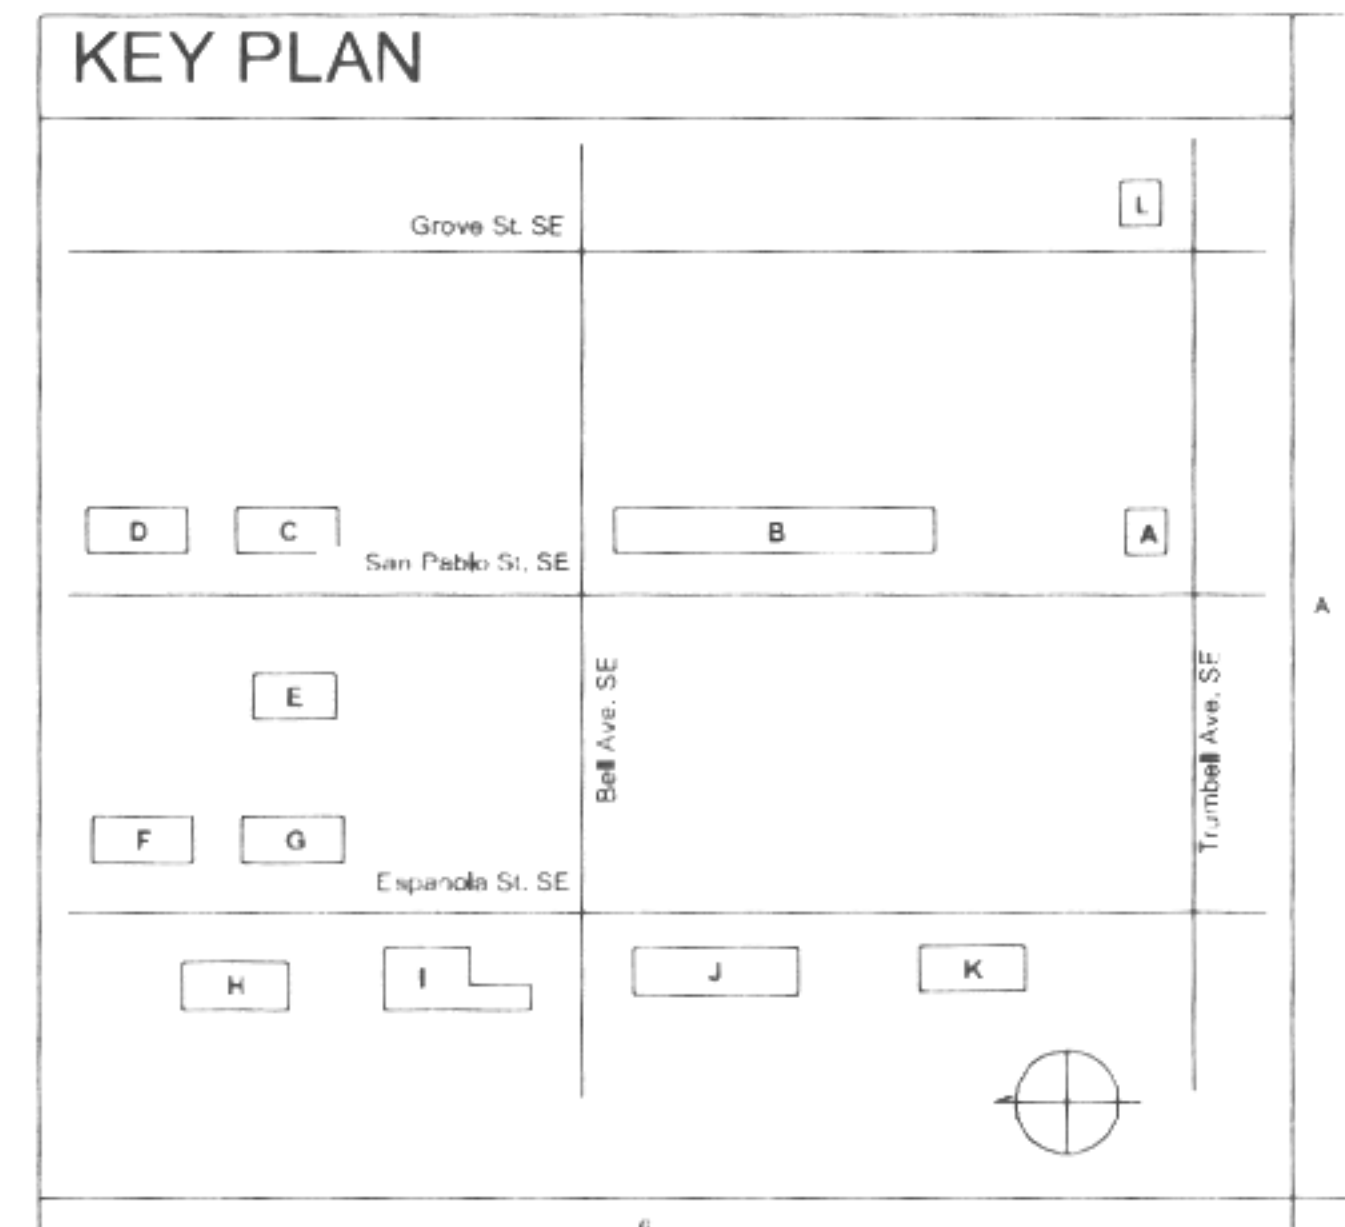 KEY PLAN
L
Grove St. SE
D
C
B
A
San Pablo St. SE
A
E
Bell Ave. SE
Trumbell Ave. SE
F
G
Espanola St. SE
H
I
J
K